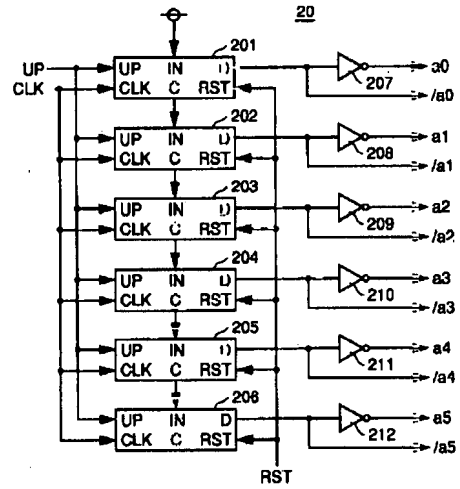 20
201
UP
CLK
UP IN D
CLK C RST
207
a0
/a0
202
UP IN D
CLK C RST
208
a1
/a1
203
UP IN D
CLK C RST
209
a2
/a2
204
UP IN D
CLK C RST
210
a3
/a3
205
UP IN D
CLK C RST
211
a4
/a4
206
UP IN D
CLK C RST
212
a5
/a5
RST